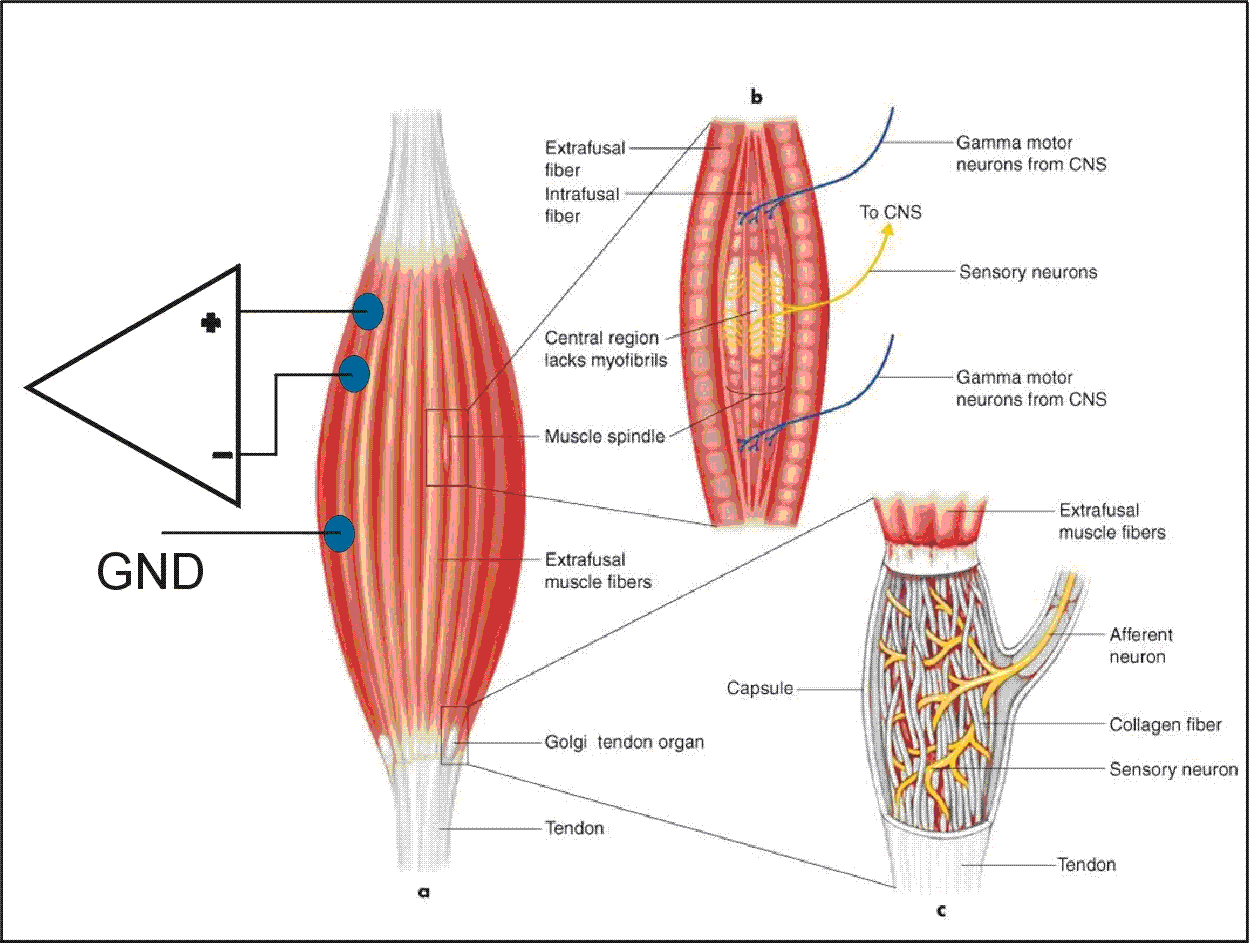 b
Extrafusal
fiber
Intrafusal
fiber
Gamma motor
neurons from CNS
To CNS
Sensory neurons
+
Central region
lacks myofibrils
Gamma motor
neurons from CNS
Muscle spindle
-
Extrafusal
muscle fibers
GND
Extrafusal
muscle fibers
Afferent
neuron
Capsule
Collagen fiber
Golgi tendon organ
Sensory neuron
Tendon
Tendon
a
c